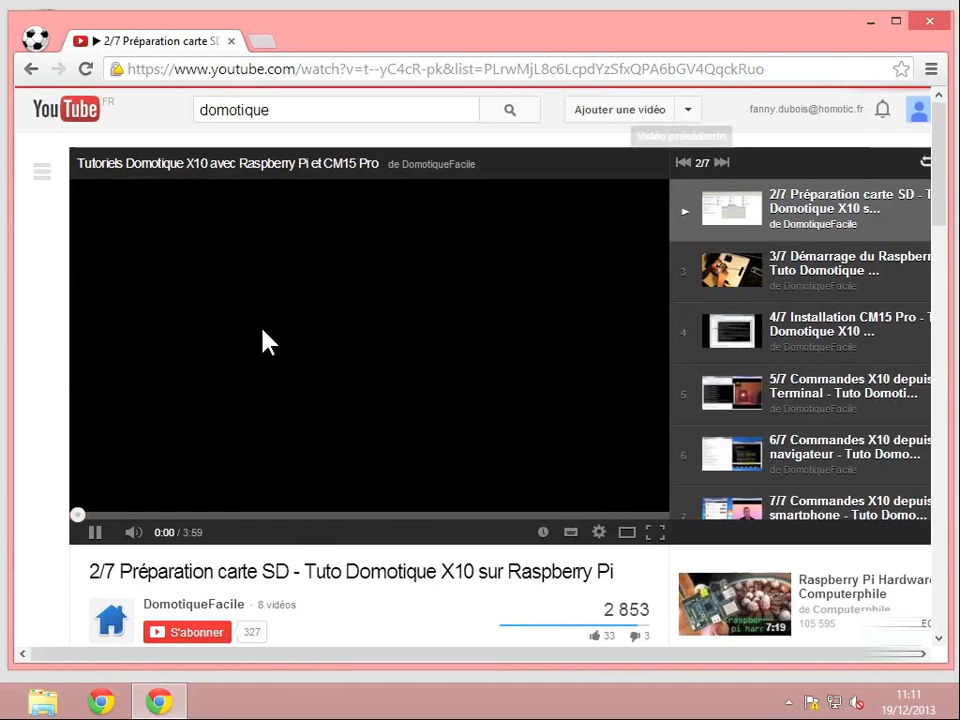 2/7 Préparation carte SD
https://www.youtube.com/watch?v=t--yC4cR-pk&list=PLrwMjL8c6LcpdYzSfxQPA6bGV4QqckRuo
YouTube FR
domotique
Ajouter une vidéo
fanny.dubois@homotic.fr
Vidéo précédente
Tutoriels Domotique X10 avec Raspberry Pi et CM15 Pro de DomotiqueFacile
2/7
2/7 Préparation carte SD - T
Domotique X10 s...
de DomotiqueFacile
3
3/7 Démarrage du Raspberr
Tuto Domotique ...
de DomotiqueFacile
4
4/7 Installation CM15 Pro - T
Domotique X10 ...
de DomotiqueFacile
5
5/7 Commandes X10 depuis
Terminal - Tuto Domoti...
de DomotiqueFacile
6
6/7 Commandes X10 depuis
navigateur - Tuto Domo...
de DomotiqueFacile
7
7/7 Commandes X10 depuis
smartphone - Tuto Domo...
0:00 / 3:59
2/7 Préparation carte SD - Tuto Domotique X10 sur Raspberry Pi
DomotiqueFacile · 8 vidéos
S'abonner 327
2 853
33 3
7:19
Raspberry Pi Hardware
Computerphile
de Computerphile
105 595
11:11
19/12/2013